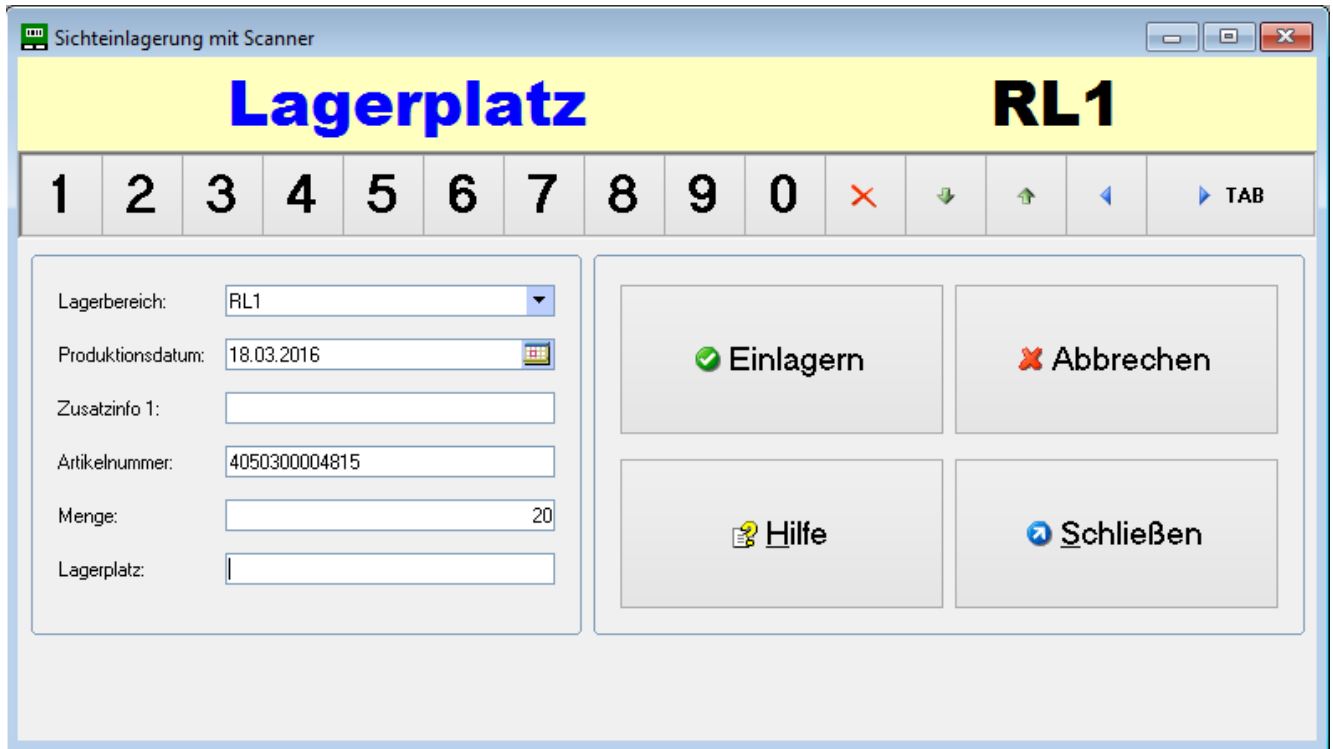 Sichteinlagerung mit Scanner
Lagerplatz RL1
1 2 3 4 5 6 7 8 9 0 TAB
Lagerbereich: RL1
Produktionsdatum: 18.03.2016
Zusatzinfo 1:
Artikelnummer: 4050300004815
Menge: 20
Lagerplatz:
Einlagern Abbrechen
Hilfe Schließen